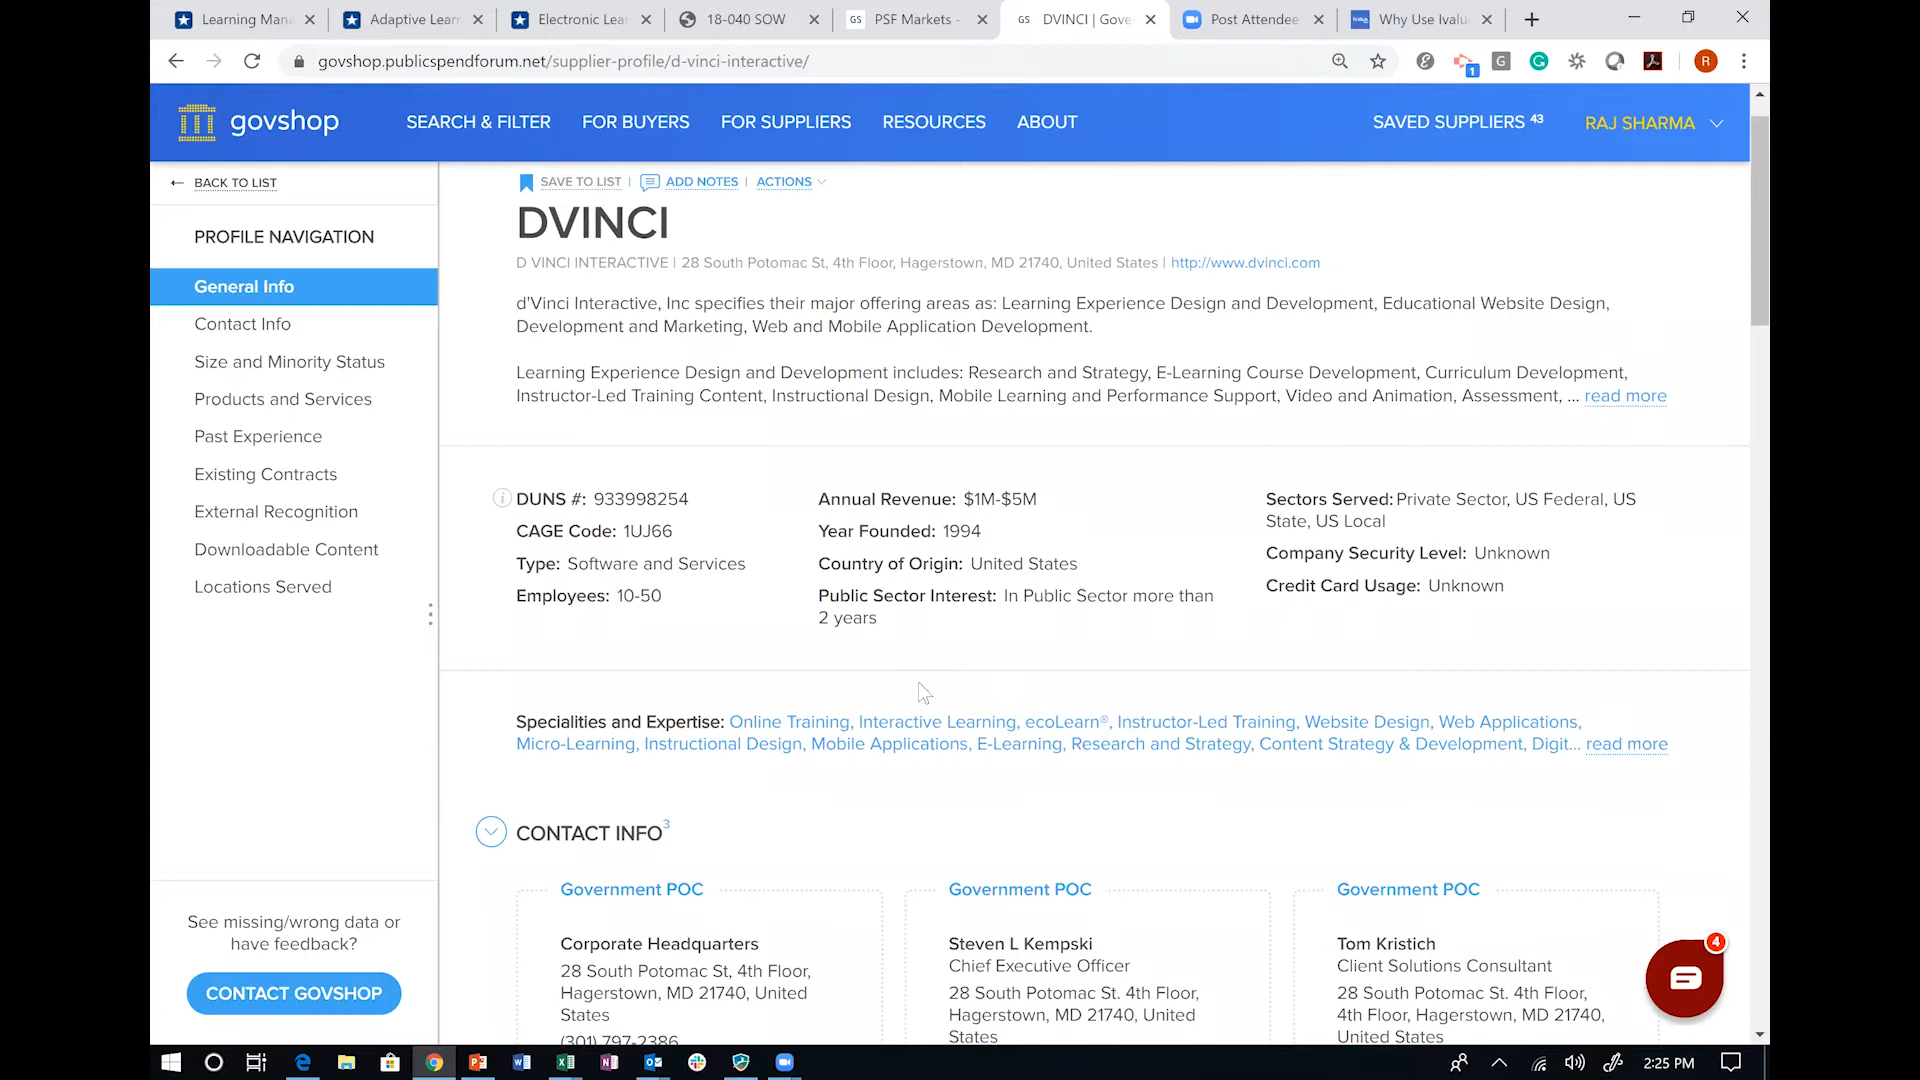 Learning Mana
Adaptive Learn
Electronic Lea
18-040 SOW
GS PSF Markets -
GS DVINCI | Gove
Post Attendee
Why Use Ivalu
govshop.publicspendforum.net/supplier-profile/d-vinci-interactive/
1
G
R
govshop
SEARCH & FILTER
FOR BUYERS
FOR SUPPLIERS
RESOURCES
ABOUT
SAVED SUPPLIERS 43
RAJ SHARMA
← BACK TO LIST
PROFILE NAVIGATION
General Info
Contact Info
Size and Minority Status
Products and Services
Past Experience
Existing Contracts
External Recognition
Downloadable Content
Locations Served
See missing/wrong data or
have feedback?
CONTACT GOVSHOP
SAVE TO LIST | ADD NOTES | ACTIONS
DVINCI
D VINCI INTERACTIVE | 28 South Potomac St, 4th Floor, Hagerstown, MD 21740, United States | http://www.dvinci.com
d'Vinci Interactive, Inc specifies their major offering areas as: Learning Experience Design and Development, Educational Website Design,
Development and Marketing, Web and Mobile Application Development.
Learning Experience Design and Development includes: Research and Strategy, E-Learning Course Development, Curriculum Development,
Instructor-Led Training Content, Instructional Design, Mobile Learning and Performance Support, Video and Animation, Assessment, ... read more
DUNS #: 933998254
CAGE Code: 1UJ66
Type: Software and Services
Employees: 10-50
Annual Revenue: $1M-$5M
Year Founded: 1994
Country of Origin: United States
Public Sector Interest: In Public Sector more than
2 years
Sectors Served: Private Sector, US Federal, US
State, US Local
Company Security Level: Unknown
Credit Card Usage: Unknown
Specialities and Expertise: Online Training, Interactive Learning, ecoLearn®, Instructor-Led Training, Website Design, Web Applications,
Micro-Learning, Instructional Design, Mobile Applications, E-Learning, Research and Strategy, Content Strategy & Development, Digit... read more
CONTACT INFO 3
Government POC
Corporate Headquarters
28 South Potomac St, 4th Floor,
Hagerstown, MD 21740, United
States
(301) 797-2386
Government POC
Steven L Kempski
Chief Executive Officer
28 South Potomac St. 4th Floor,
Hagerstown, MD 21740, United
States
Government POC
Tom Kristich
Client Solutions Consultant
28 South Potomac St. 4th Floor,
4th Floor, Hagerstown, MD 21740,
United States
4
2:25 PM